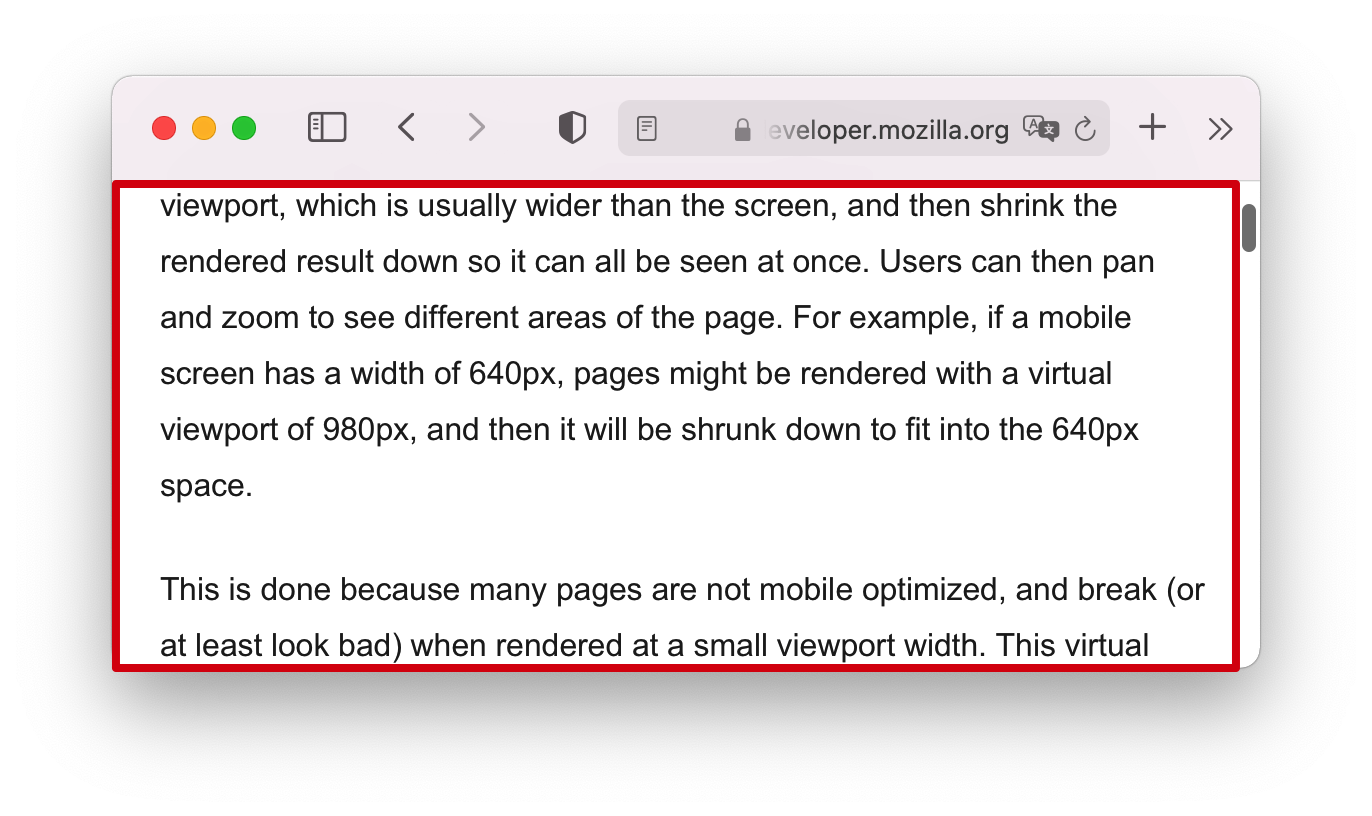 eveloper.mozilla.org
viewport, which is usually wider than the screen, and then shrink the
rendered result down so it can all be seen at once. Users can then pan
and zoom to see different areas of the page. For example, if a mobile
screen has a width of 640px, pages might be rendered with a virtual
viewport of 980px, and then it will be shrunk down to fit into the 640px
space.
This is done because many pages are not mobile optimized, and break (or
at least look bad) when rendered at a small viewport width. This virtual